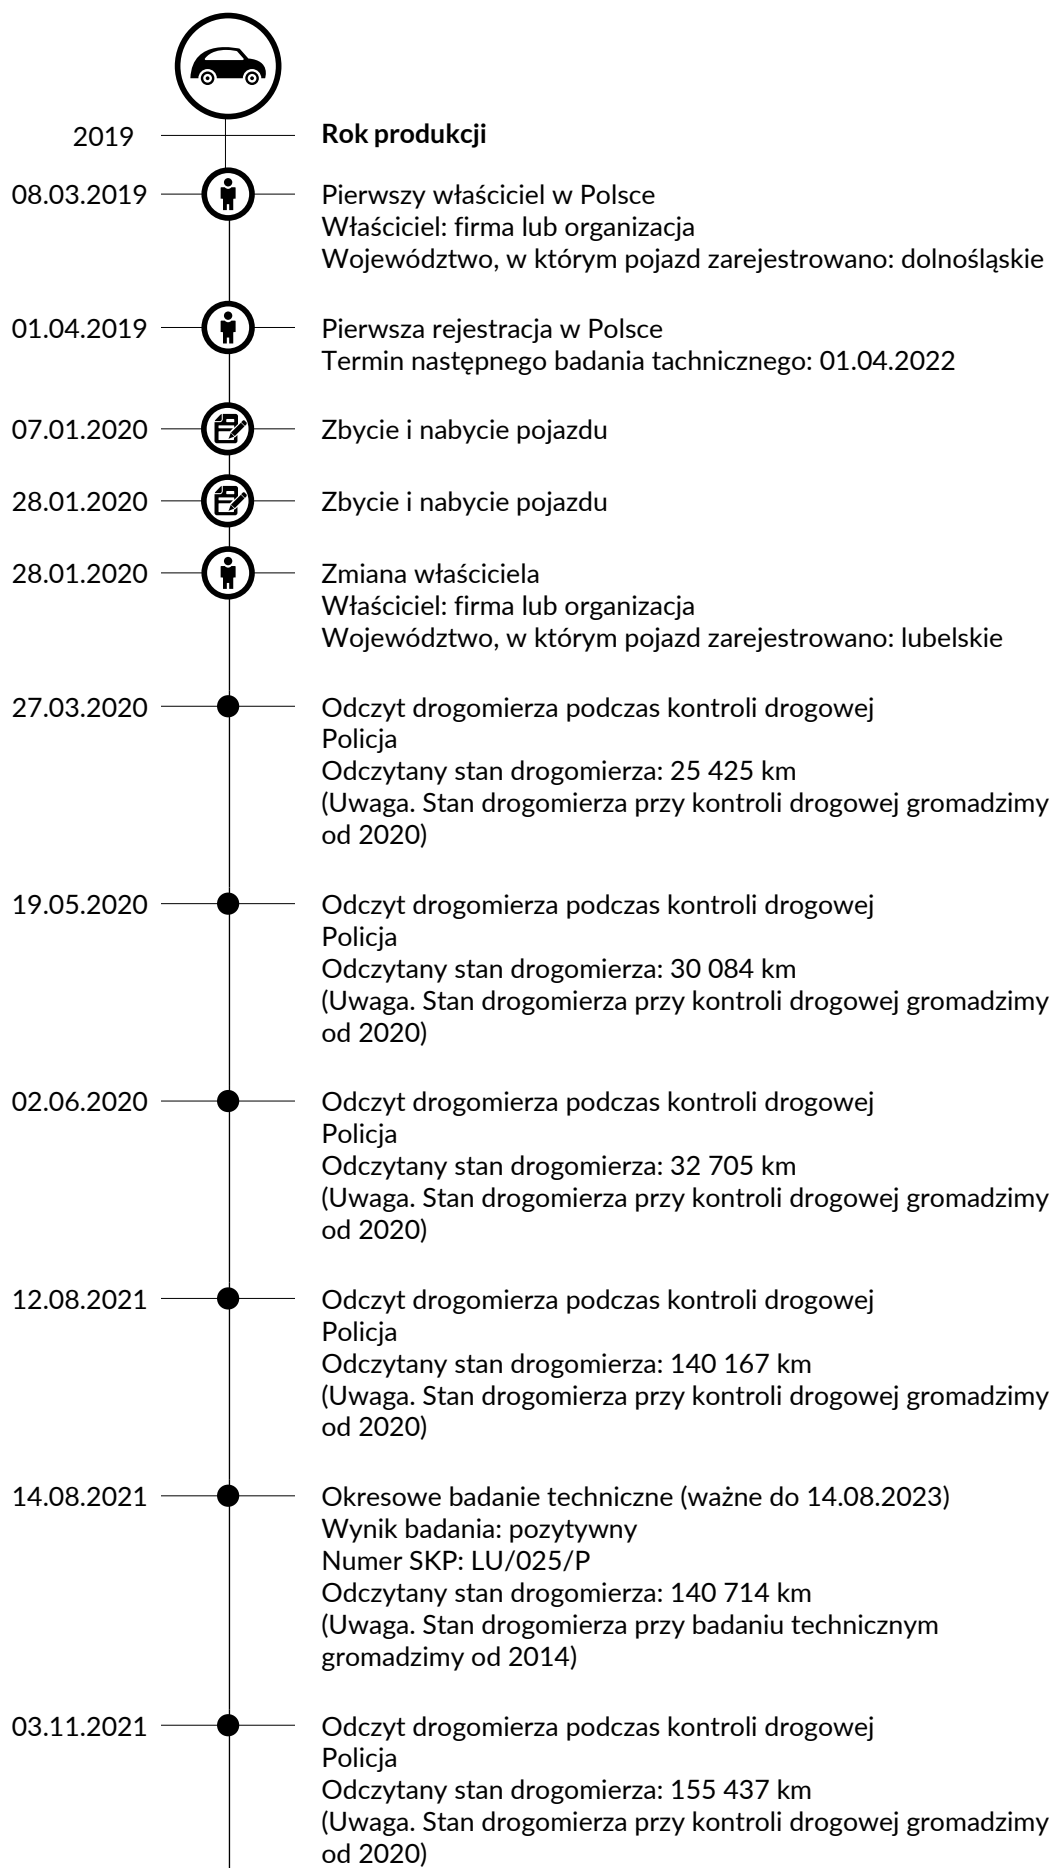 2019
Rok produkcji
08.03.2019
Pierwszy właściciel w Polsce
Właściciel: firma lub organizacja
Województwo, w którym pojazd zarejestrowano: dolnośląskie
01.04.2019
Pierwsza rejestracja w Polsce
Termin następnego badania tachnicznego: 01.04.2022
07.01.2020
Zbycie i nabycie pojazdu
28.01.2020
Zbycie i nabycie pojazdu
28.01.2020
Zmiana właściciela
Właściciel: firma lub organizacja
Województwo, w którym pojazd zarejestrowano: lubelskie
27.03.2020
Odczyt drogomierza podczas kontroli drogowej
Policja
Odczytany stan drogomierza: 25 425 km
(Uwaga. Stan drogomierza przy kontroli drogowej gromadzimy
od 2020)
19.05.2020
Odczyt drogomierza podczas kontroli drogowej
Policja
Odczytany stan drogomierza: 30 084 km
(Uwaga. Stan drogomierza przy kontroli drogowej gromadzimy
od 2020)
02.06.2020
Odczyt drogomierza podczas kontroli drogowej
Policja
Odczytany stan drogomierza: 32 705 km
(Uwaga. Stan drogomierza przy kontroli drogowej gromadzimy
od 2020)
12.08.2021
Odczyt drogomierza podczas kontroli drogowej
Policja
Odczytany stan drogomierza: 140 167 km
(Uwaga. Stan drogomierza przy kontroli drogowej gromadzimy
od 2020)
14.08.2021
Okresowe badanie techniczne (ważne do 14.08.2023)
Wynik badania: pozytywny
Numer SKP: LU/025/P
Odczytany stan drogomierza: 140 714 km
(Uwaga. Stan drogomierza przy badaniu technicznym
gromadzimy od 2014)
03.11.2021
Odczyt drogomierza podczas kontroli drogowej
Policja
Odczytany stan drogomierza: 155 437 km
(Uwaga. Stan drogomierza przy kontroli drogowej gromadzimy
od 2020)